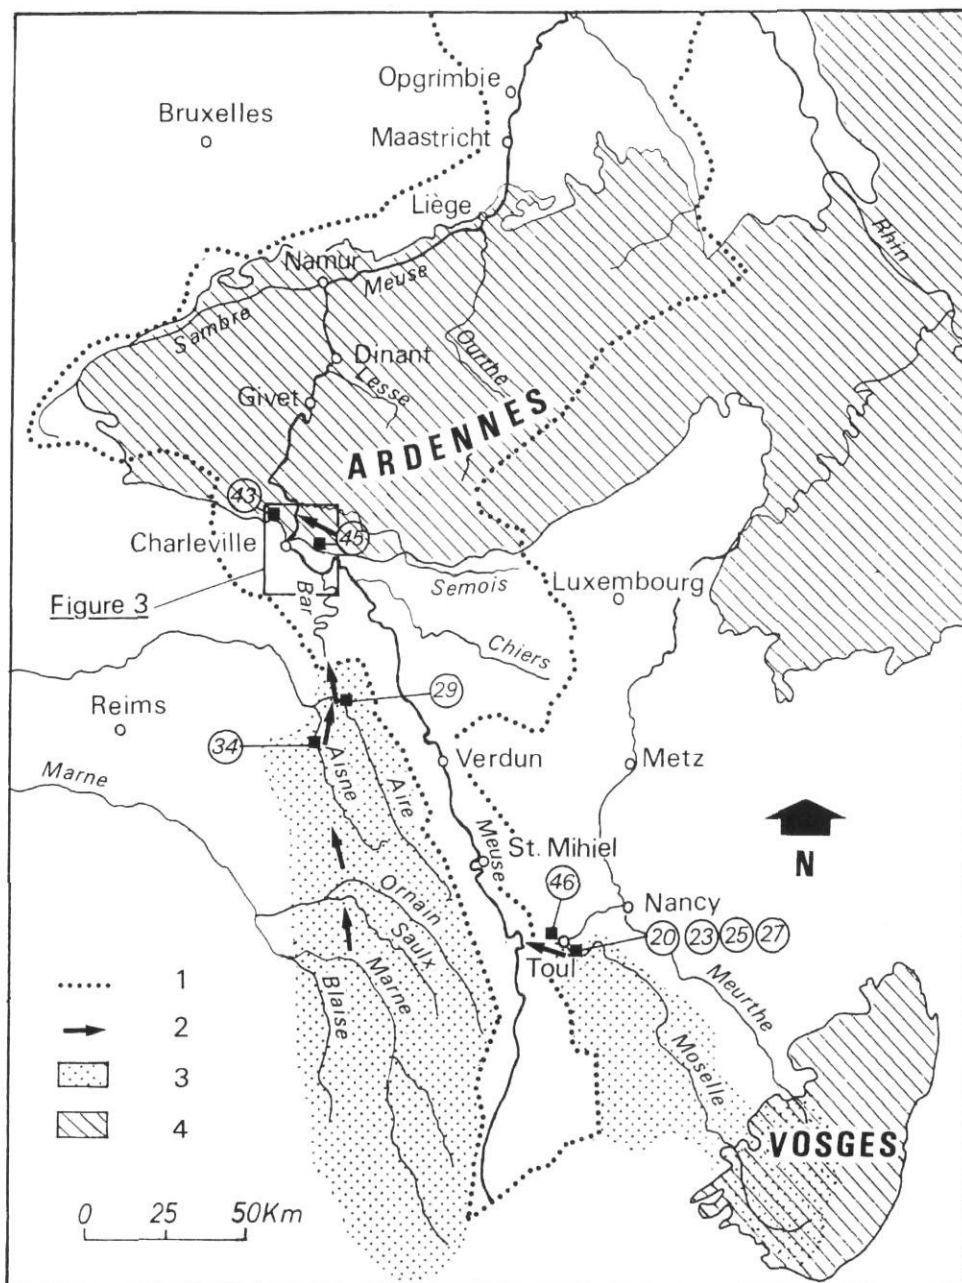 Opgrimbie
Bruxelles
Maastricht
Liège
Rhin
Namur
Meuse
Sambre
Dinant
Ourthe
Lesse
Givet
ARDENNES
43
Charleville
45
Semois
Luxembourg
Bar
Figure 3
Chiers
29
Reims
34
Verdun
Metz
Aisne
Aire
Marne
Meuse
St. Mihiel
N
46
Ornain
Nancy
20 23 25 27
Saulx
Toul
Marne
Meurthe
Blaise
1
2
Moselle
3
4
VOSGES
0 25 50Km